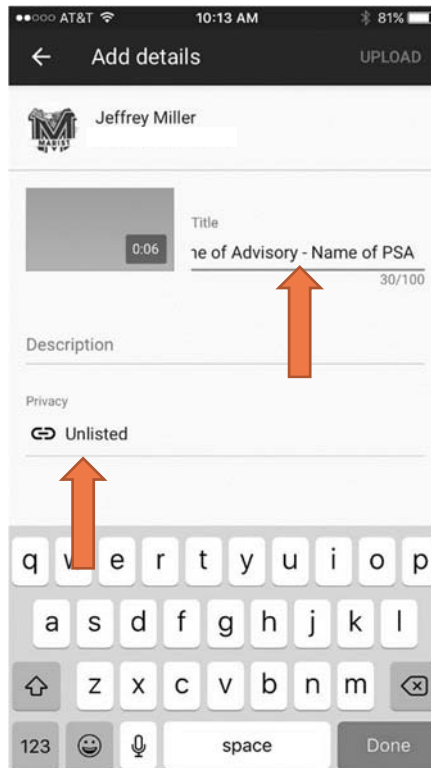 AT&T 10:13 AM 81%
Add details UPLOAD
Jeffrey Miller
M
MARIST
0:06
Title
ne of Advisory - Name of PSA
30/100
Description
Privacy
Unlisted
q w e r t y u i o p
a s d f g h j k l
z x c v b n m
123 space Done